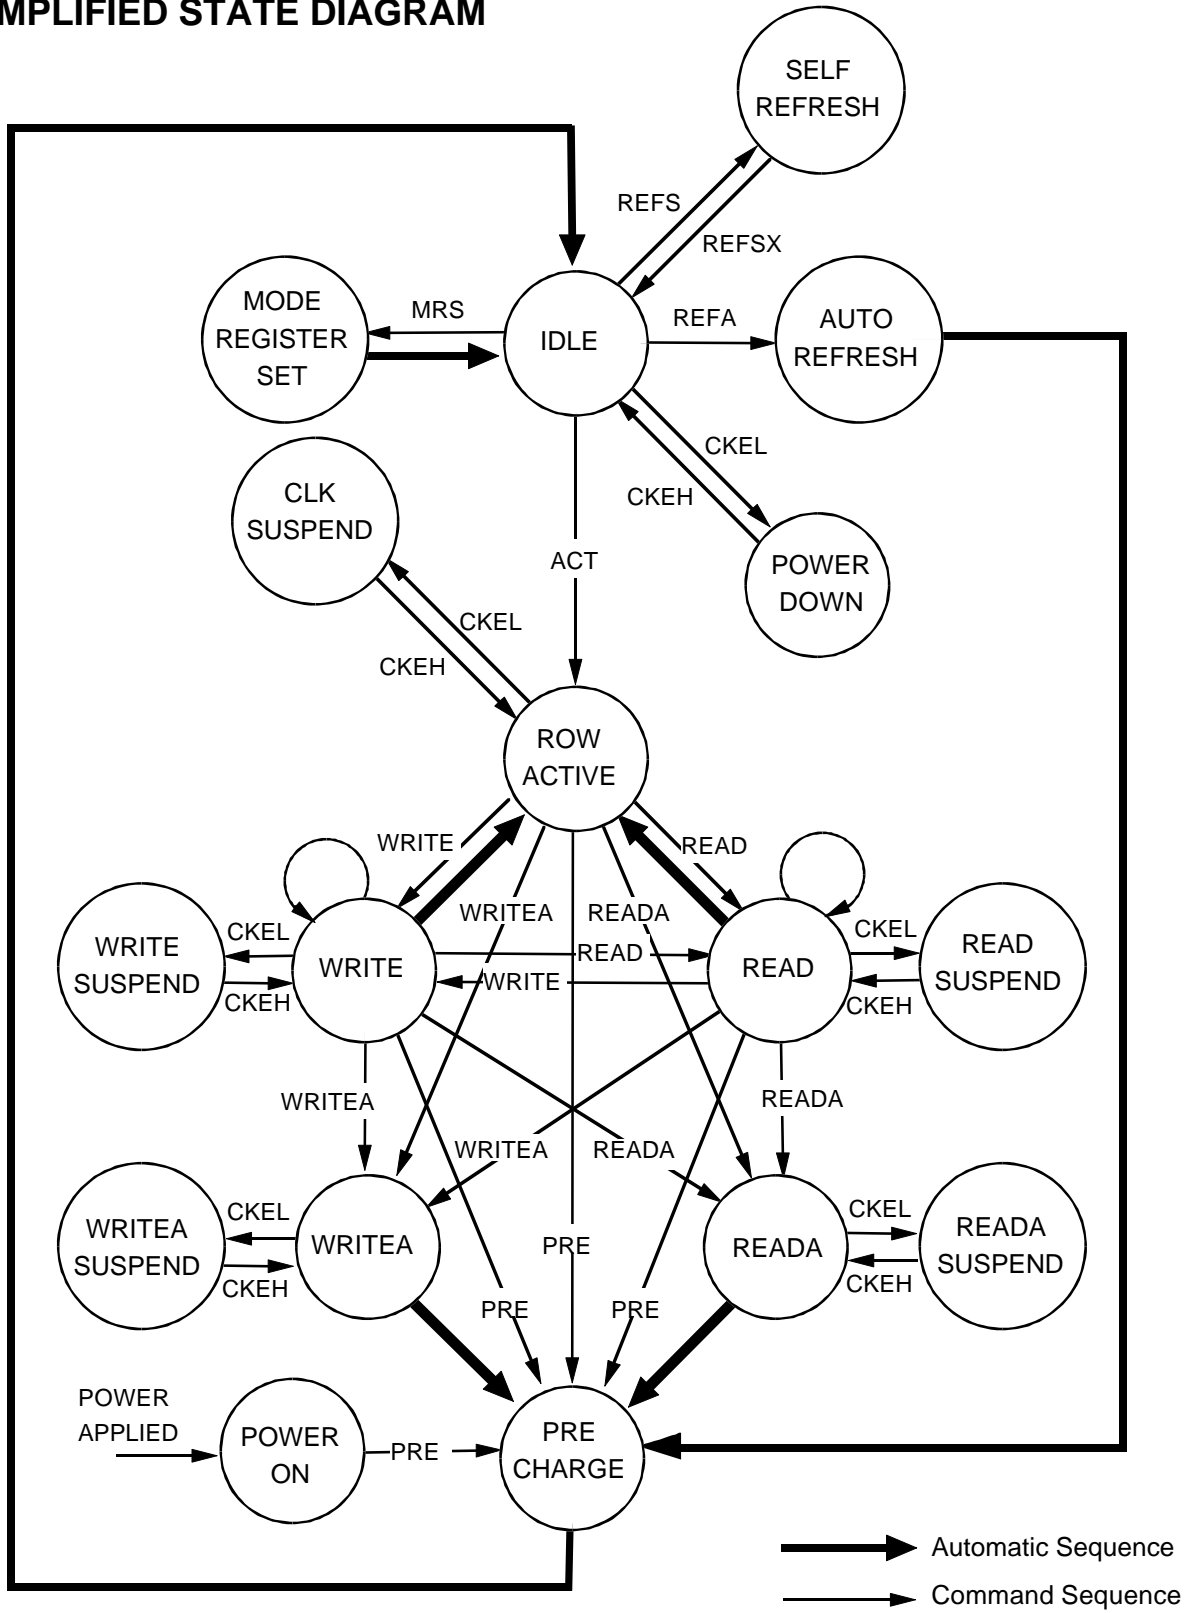 MPLIFIED STATE DIAGRAM
SELF
REFRESH
REFS
REFSX
MODE
REGISTER
SET
MRS
IDLE
REFA
AUTO
REFRESH
CKEL
CKEH
CLK
SUSPEND
POWER
DOWN
ACT
CKEL
CKEH
ROW
ACTIVE
WRITE
READ
WRITEA
READA
WRITE
SUSPEND
CKEL
CKEH
WRITE
READ
WRITE
READ
CKEL
CKEH
READ
SUSPEND
WRITEA
READA
WRITEA
READA
WRITEA
SUSPEND
CKEL
CKEH
WRITEA
PRE
READA
CKEL
CKEH
READA
SUSPEND
PRE
PRE
POWER
APPLIED
POWER
ON
PRE
PRE
CHARGE
Automatic Sequence
Command Sequence